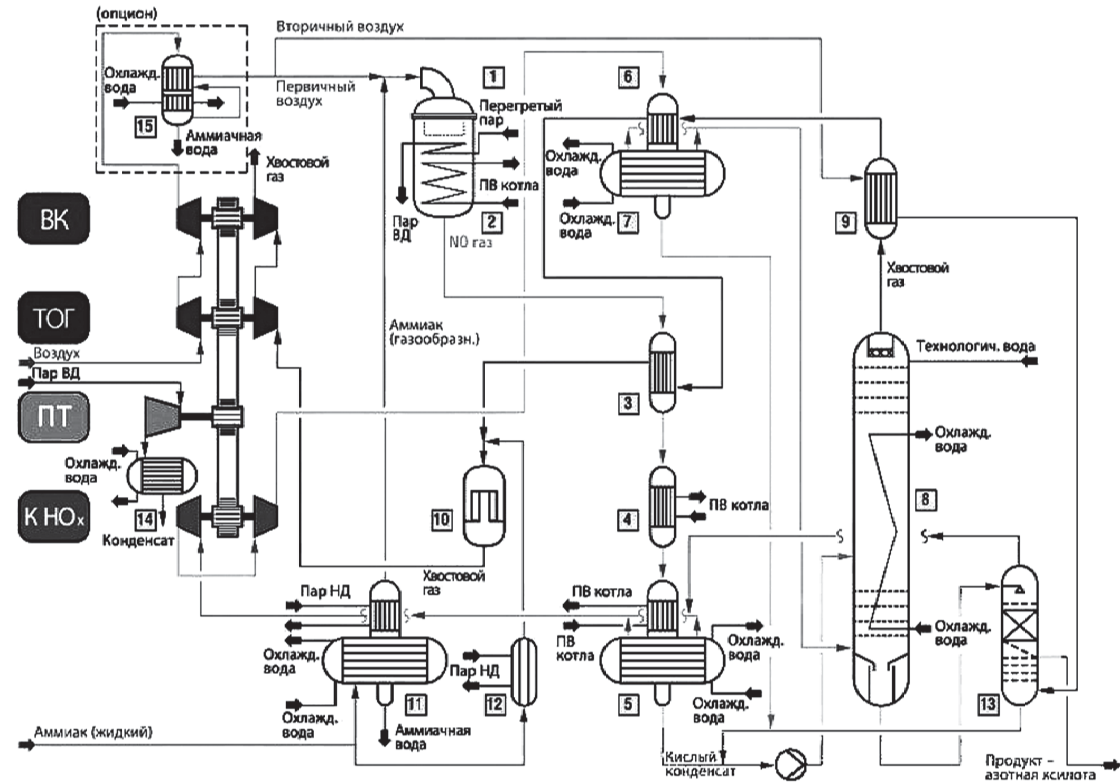 (опцион)
Вторичный воздух
Охлажд.
вода
Первичный
воздух
15
Аммиачная
вода
Хвостовой
газ
1
Перегретый
пар
ПВ котла
Пар
ВД
2
NO газ
6
Охлажд.
вода
Охлажд.
вода
7
9
Хвостовой
газ
ВК
ТОГ
Воздух
Пар ВД
ПТ
Охлажд.
вода
14
Конденсат
К НОх
Аммиак
(газообразн.)
3
Технологич. вода
Охлажд.
вода
8
10
4
ПВ котла
Хвостовой
газ
Пар НД
ПВ котла
ПВ
котла
Охлажд.
вода
Охлажд.
вода
Охлажд.
вода
Пар НД
Охлажд.
вода
11
Аммиачная
вода
12
5
Охлажд.
вода
13
Аммиак (жидкий)
Кислый
конденсат
Продукт –
азотная кислота